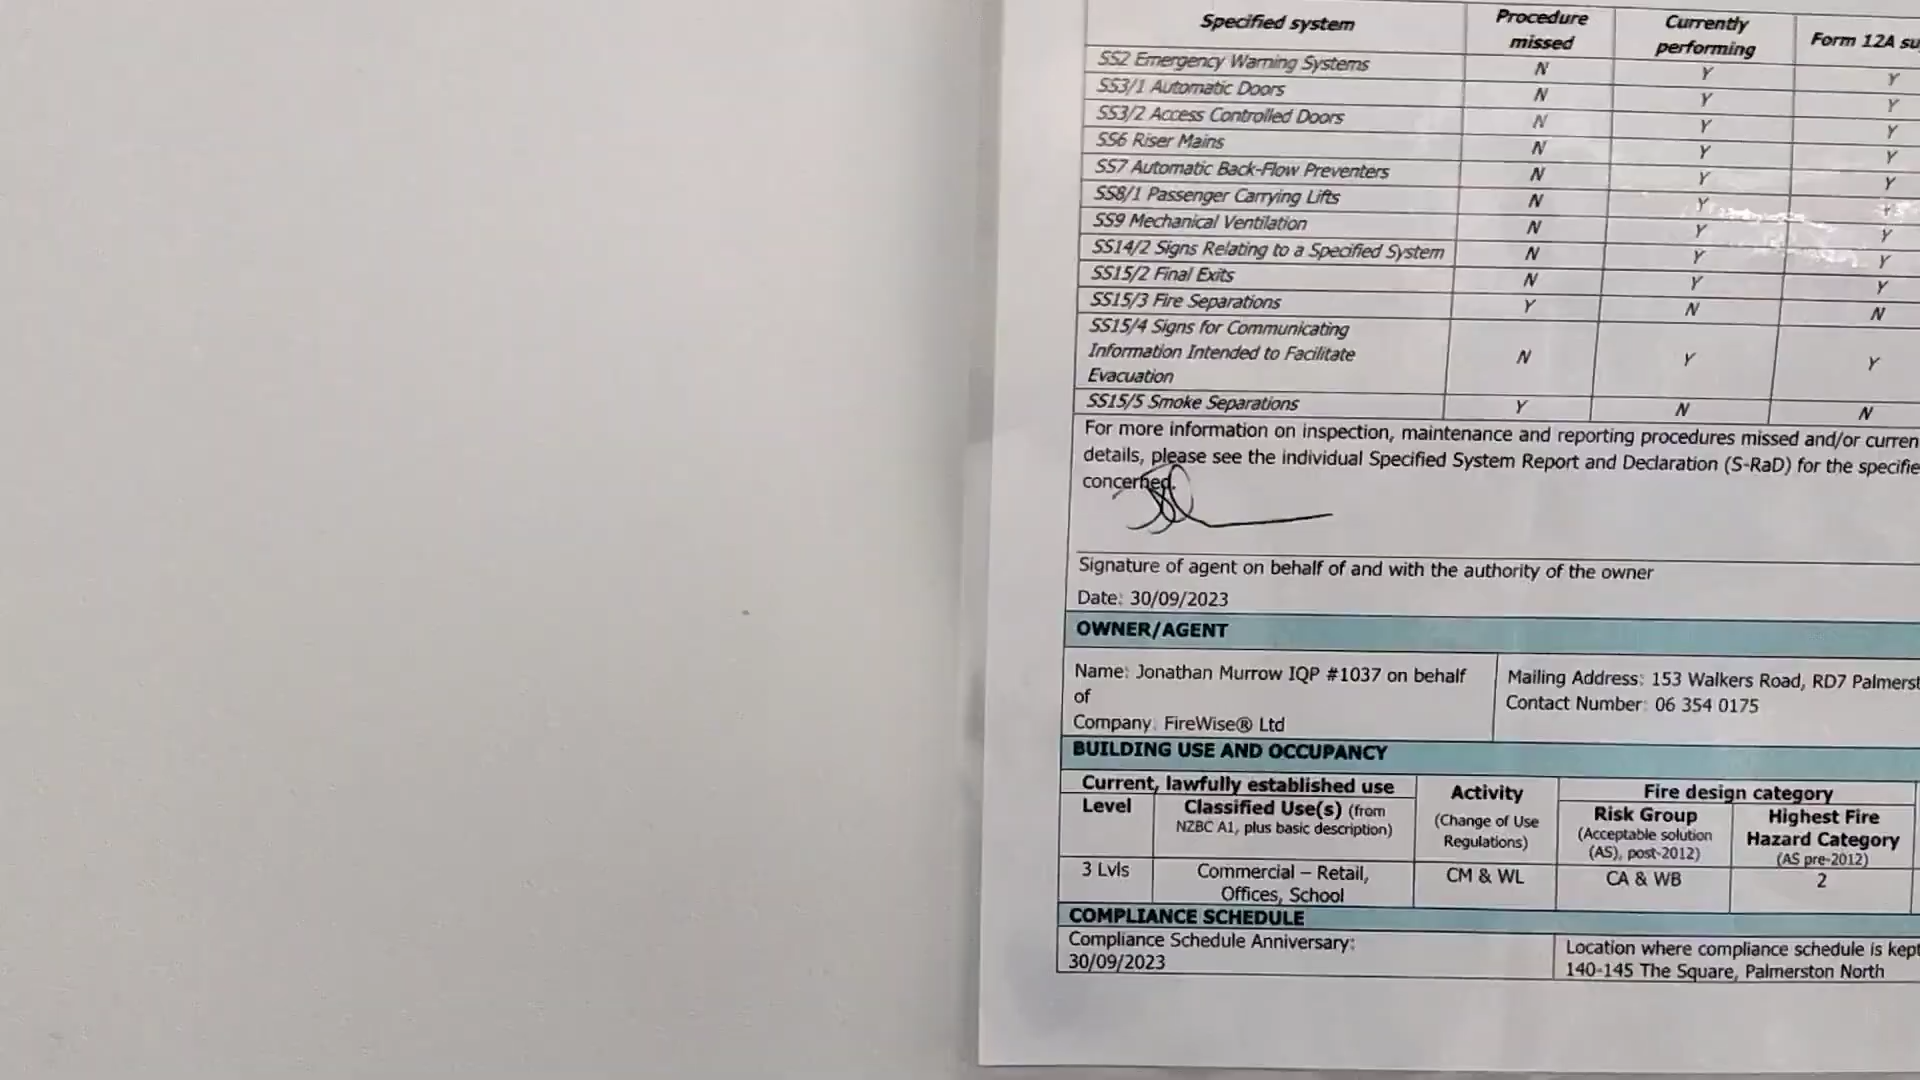 Specified system Procedure missed Currently performing Form 12A su
SS2 Emergency Warning Systems N Y Y
SS3/1 Automatic Doors N Y Y
SS3/2 Access Controlled Doors N Y Y
SS6 Riser Mains N Y Y
SS7 Automatic Back-Flow Preventers N Y Y
SS8/1 Passenger Carrying Lifts N Y Y
SS9 Mechanical Ventilation N Y Y
SS14/2 Signs Relating to a Specified System N Y Y
SS15/2 Final Exits N Y Y
SS15/3 Fire Separations Y N N
SS15/4 Signs for Communicating
Information Intended to Facilitate N Y Y
Evacuation
SS15/5 Smoke Separations Y N N
For more information on inspection, maintenance and reporting procedures missed and/or curren
details, please see the individual Specified System Report and Declaration (S-RaD) for the specifie
concerned.
Signature of agent on behalf of and with the authority of the owner
Date: 30/09/2023
OWNER/AGENT
Name: Jonathan Murrow IQP #1037 on behalf
of
Company: FireWise® Ltd
Mailing Address: 153 Walkers Road, RD7 Palmerst
Contact Number: 06 354 0175
BUILDING USE AND OCCUPANCY
Current, lawfully established use
Level
Classified Use(s) (from
NZBC A1, plus basic description)
Activity
(Change of Use
Regulations)
Fire design category
Risk Group
(Acceptable solution
(AS), post-2012)
Highest Fire
Hazard Category
(AS pre-2012)
3 Lvls
Commercial – Retail,
Offices, School
CM & WL
CA & WB
2
COMPLIANCE SCHEDULE
Compliance Schedule Anniversary:
30/09/2023
Location where compliance schedule is kept
140-145 The Square, Palmerston North